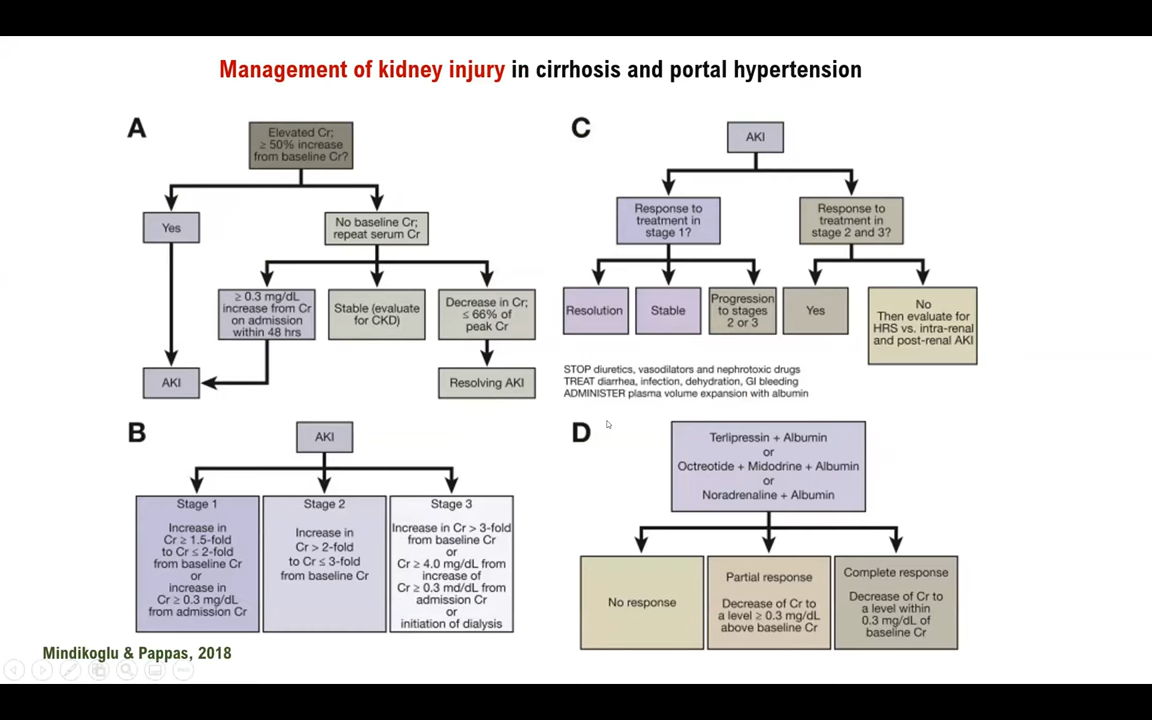 Management of kidney injury in cirrhosis and portal hypertension
A
Elevated Cr;
≥ 50% increase
from baseline Cr?
Yes
No baseline Cr;
repeat serum Cr
≥ 0.3 mg/dL
increase from Cr
on admission
within 48 hrs
Stable (evaluate
for CKD)
Decrease in Cr;
≤ 66% of
peak Cr
AKI
Resolving AKI
B
AKI
Stage 1
Increase in
Cr ≥ 1.5-fold
to Cr ≤ 2-fold
from baseline Cr
or
increase in
Cr ≥ 0.3 mg/dL
from admission Cr
Stage 2
Increase in
Cr > 2-fold
to Cr ≤ 3-fold
from baseline Cr
Stage 3
Increase in Cr > 3-fold
from baseline Cr
or
Cr ≥ 4.0 mg/dL from
increase of
Cr ≥ 0.3 md/dL from
admission Cr
or
initiation of dialysis
C
AKI
Response to
treatment in
stage 1?
Response to
treatment in
stage 2 and 3?
Resolution
Stable
Progression
to stages
2 or 3
Yes
No
Then evaluate for
HRS vs. intra-renal
and post-renal AKI
STOP diuretics, vasodilators and nephrotoxic drugs
TREAT diarrhea, infection, dehydration, GI bleeding
ADMINISTER plasma volume expansion with albumin
D
Terlipressin + Albumin
or
Octreotide + Midodrine + Albumin
or
Noradrenaline + Albumin
No response
Partial response
Decrease of Cr to
a level ≥ 0.3 mg/dL
above baseline Cr
Complete response
Decrease of Cr to
a level within
0.3 mg/dL of
baseline Cr
Mindikoglu & Pappas, 2018